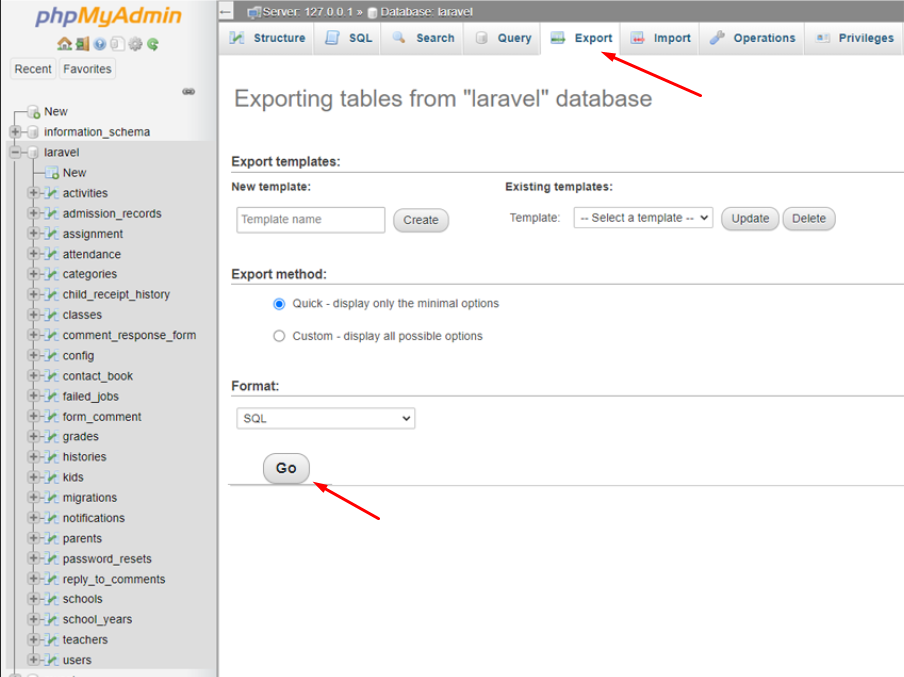 phpMyAdmin
Recent Favorites
New
information_schema
laravel
New
activities
admission_records
assignment
attendance
categories
child_receipt_history
classes
comment_response_form
config
contact_book
failed_jobs
form_comment
grades
histories
kids
migrations
notifications
parents
password_resets
reply_to_comments
schools
school_years
teachers
users
Server: 127.0.0.1 » Database: laravel
Structure SQL Search Query Export Import Operations Privileges
Exporting tables from "laravel" database
Export templates:
New template: Existing templates:
Template name Create Template: -- Select a template -- Update Delete
Export method:
Quick - display only the minimal options
Custom - display all possible options
Format:
SQL
Go